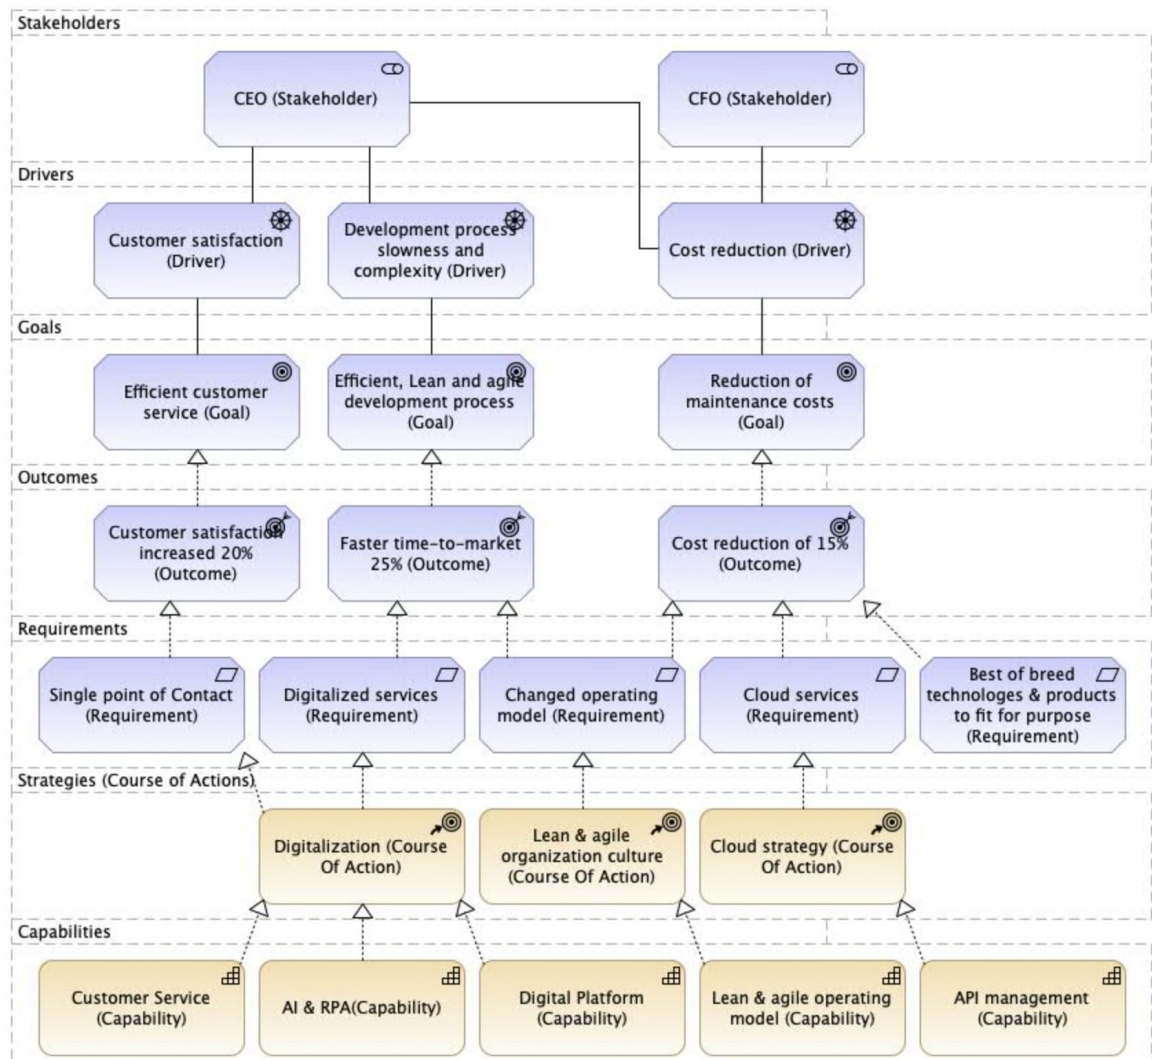 Stakeholders
CEO (Stakeholder)
CFO (Stakeholder)
Drivers
Customer satisfaction
(Driver)
Development process
slowness and
complexity (Driver)
Cost reduction (Driver)
Goals
Efficient customer
service (Goal)
Efficient, Lean and agile
development process
(Goal)
Reduction of
maintenance costs
(Goal)
Outcomes
Customer satisfaction
increased 20%
(Outcome)
Faster time-to-market
25% (Outcome)
Cost reduction of 15%
(Outcome)
Requirements
Single point of Contact
(Requirement)
Digitalized services
(Requirement)
Changed operating
model (Requirement)
Cloud services
(Requirement)
Best of breed
technologes & products
to fit for purpose
(Requirement)
Strategies (Course of Actions)
Digitalization (Course
Of Action)
Lean & agile
organization culture
(Course Of Action)
Cloud strategy (Course
Of Action)
Capabilities
Customer Service
(Capability)
AI & RPA(Capability)
Digital Platform
(Capability)
Lean & agile operating
model (Capability)
API management
(Capability)